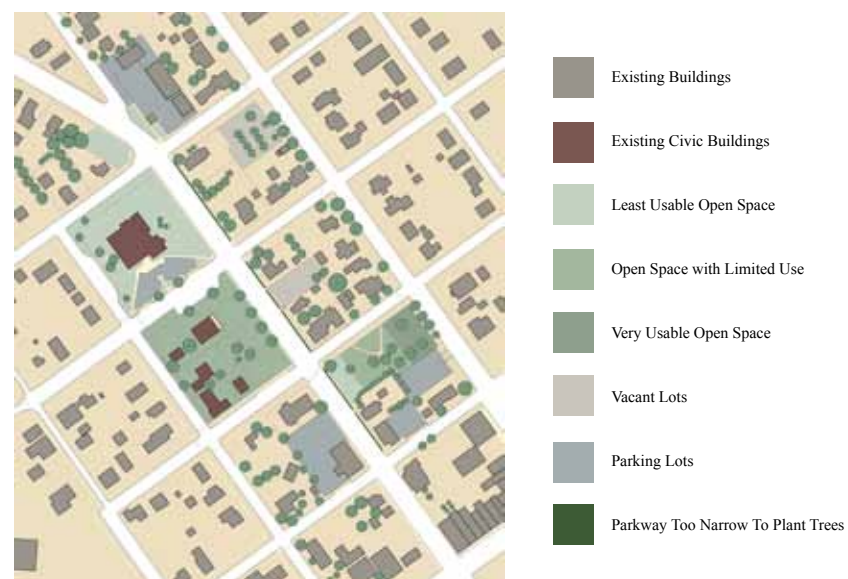 Existing Buildings
Existing Civic Buildings
Least Usable Open Space
Open Space with Limited Use
Very Usable Open Space
Vacant Lots
Parking Lots
Parkway Too Narrow To Plant Trees